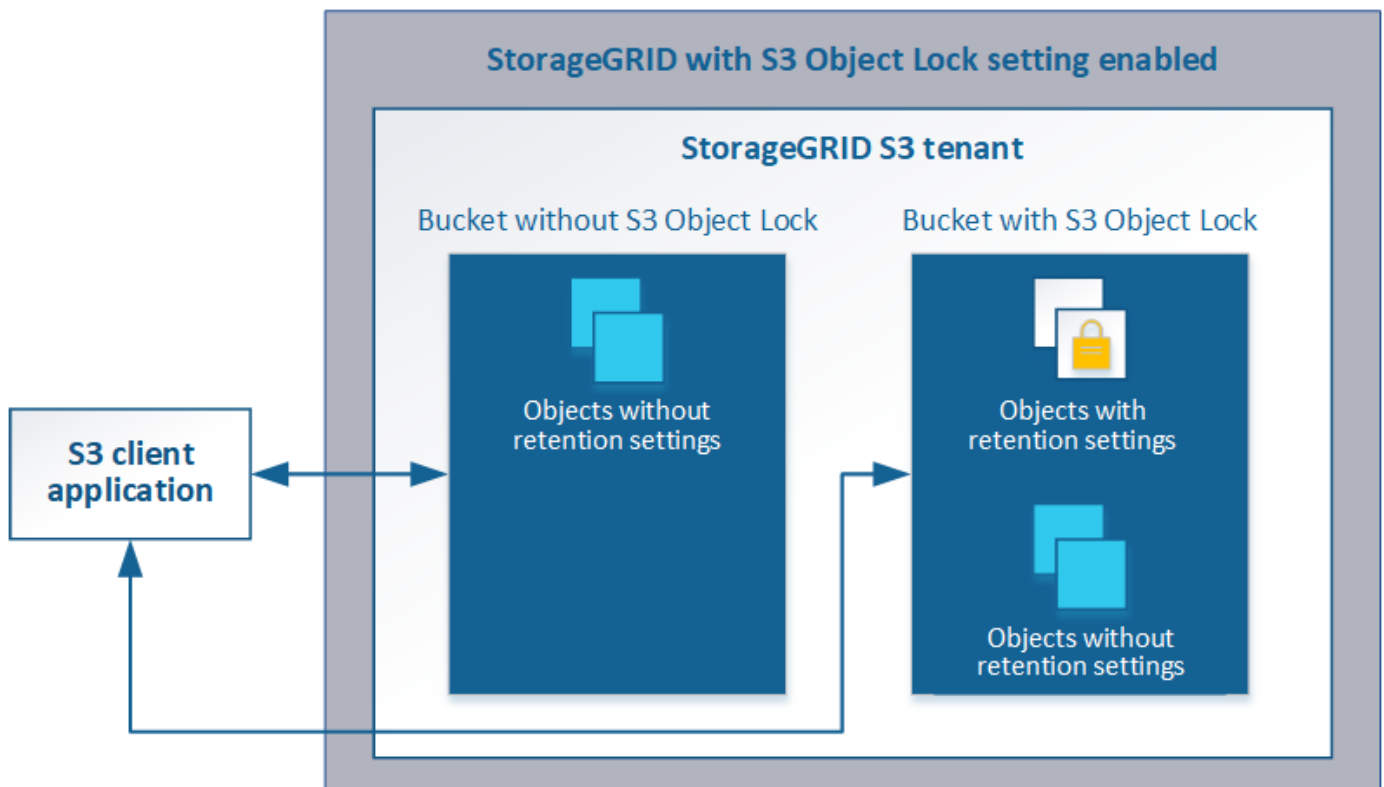 StorageGRID with S3 Object Lock setting enabled
StorageGRID S3 tenant
Bucket without S3 Object Lock
Bucket with S3 Object Lock
Objects without
retention settings
Objects with
retention settings
S3 client
application
Objects without
retention settings